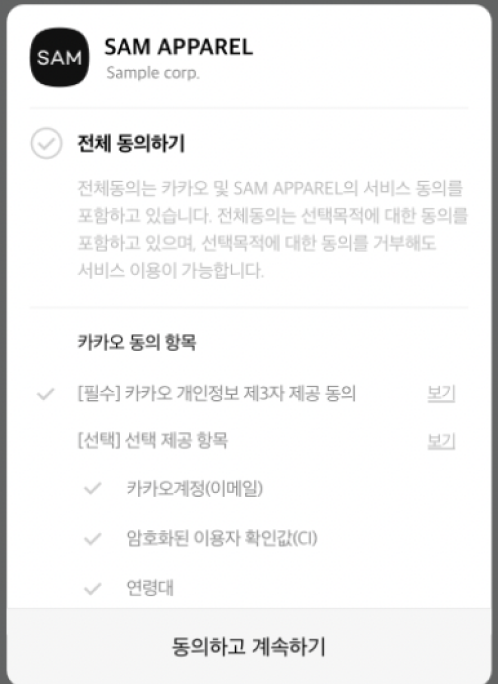 SAM
SAM APPAREL
Sample corp.
전체 동의하기
전체동의는 카카오 및 SAM APPAREL의 서비스 동의를
포함하고 있습니다. 전체동의는 선택목적에 대한 동의를
포함하고 있으며, 선택목적에 대한 동의를 거부해도
서비스 이용이 가능합니다.
카카오 동의 항목
[필수] 카카오 개인정보 제3자 제공 동의 보기
[선택] 선택 제공 항목 보기
카카오계정(이메일)
암호화된 이용자 확인값(CI)
연령대
동의하고 계속하기